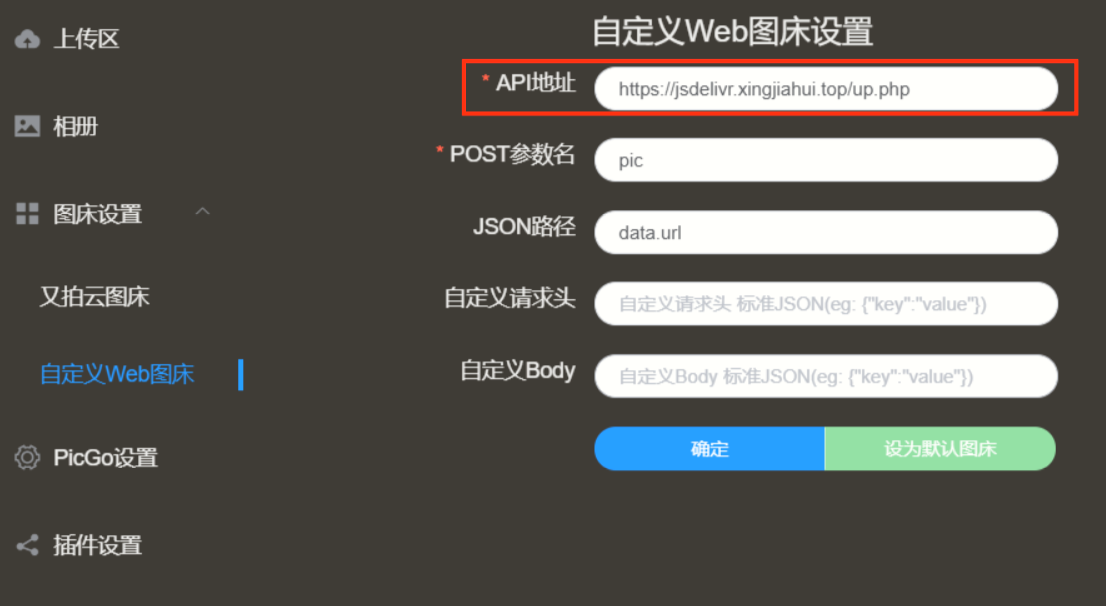 上传区
相册
图床设置
又拍云图床
自定义Web图床
PicGo设置
插件设置
自定义Web图床设置
* API地址
https://jsdelivr.xingjiahui.top/up.php
* POST参数名
pic
JSON路径
data.url
自定义请求头
自定义请求头 标准JSON(eg: {"key":"value"})
自定义Body
自定义Body 标准JSON(eg: {"key":"value"})
确定
设为默认图床